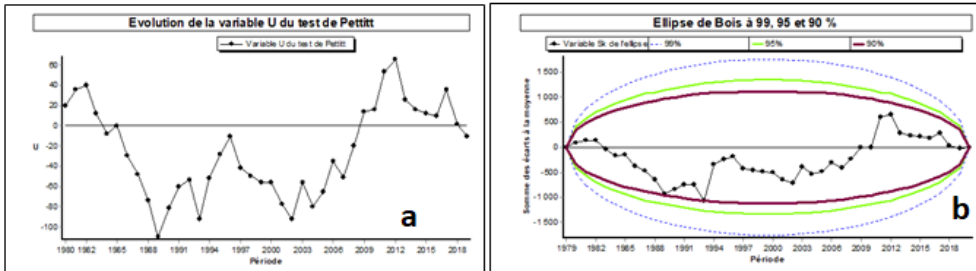 Evolution de la variable U du test de Pettitt
Variable U du test de Pettitt
60
40
20
0
-20
-40
-60
-80
-100
U
1980 1982 1985 1988 1991 1994 1997 2000 2003 2006 2009 2012 2015 2018
Période
a
Ellipse de Bois à 99, 95 et 90 %
Variable Sk de l'ellipse 99% 95% 90%
1 500
1 000
500
0
-500
-1 000
-1 500
Somme des écarts à la moyenne
1979 1982 1985 1988 1991 1994 1997 2000 2003 2006 2009 2012 2015 2018
Période
b